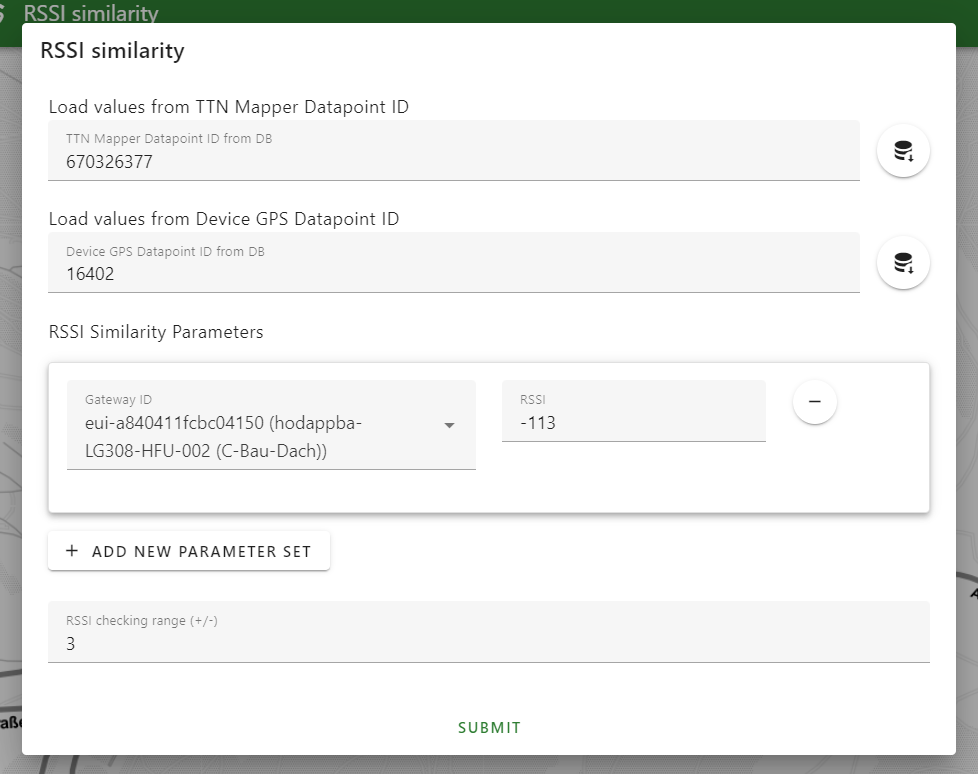 RSSI similarity
RSSI similarity
Load values from TTN Mapper Datapoint ID
TTN Mapper Datapoint ID from DB
670326377
Load values from Device GPS Datapoint ID
Device GPS Datapoint ID from DB
16402
RSSI Similarity Parameters
Gateway ID
eui-a840411fcbc04150 (hodappba-
LG308-HFU-002 (C-Bau-Dach))
RSSI
-113
ADD NEW PARAMETER SET
RSSI checking range (+/-)
3
SUBMIT